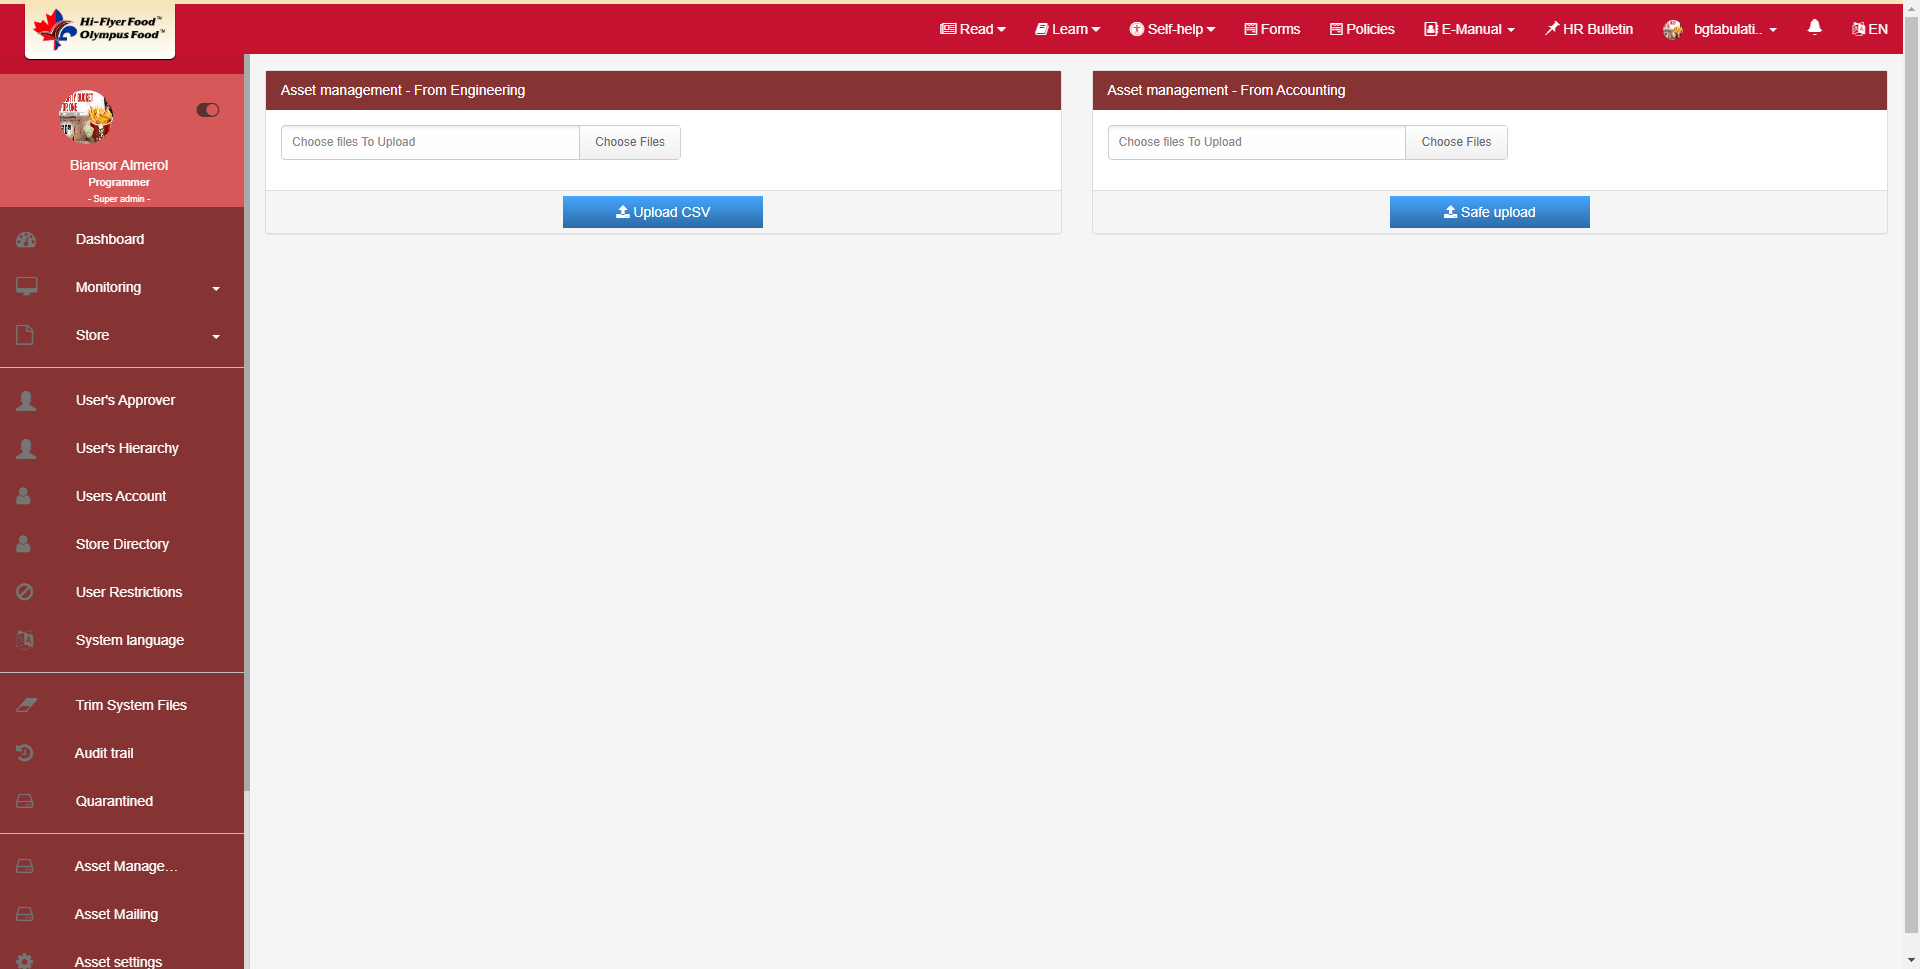 Hi-Flyer Food™
Olympus Food™
Read
Learn
Self-help
Forms
Policies
E-Manual
HR Bulletin
bgtabulati..
EN
Biansor Almerol
Programmer
- Super admin -
Dashboard
Monitoring
Store
User's Approver
User's Hierarchy
Users Account
Store Directory
User Restrictions
System language
Trim System Files
Audit trail
Quarantined
Asset Manage...
Asset Mailing
Asset settings
Asset management - From Engineering
Choose files To Upload
Choose Files
Upload CSV
Asset management - From Accounting
Choose files To Upload
Choose Files
Safe upload